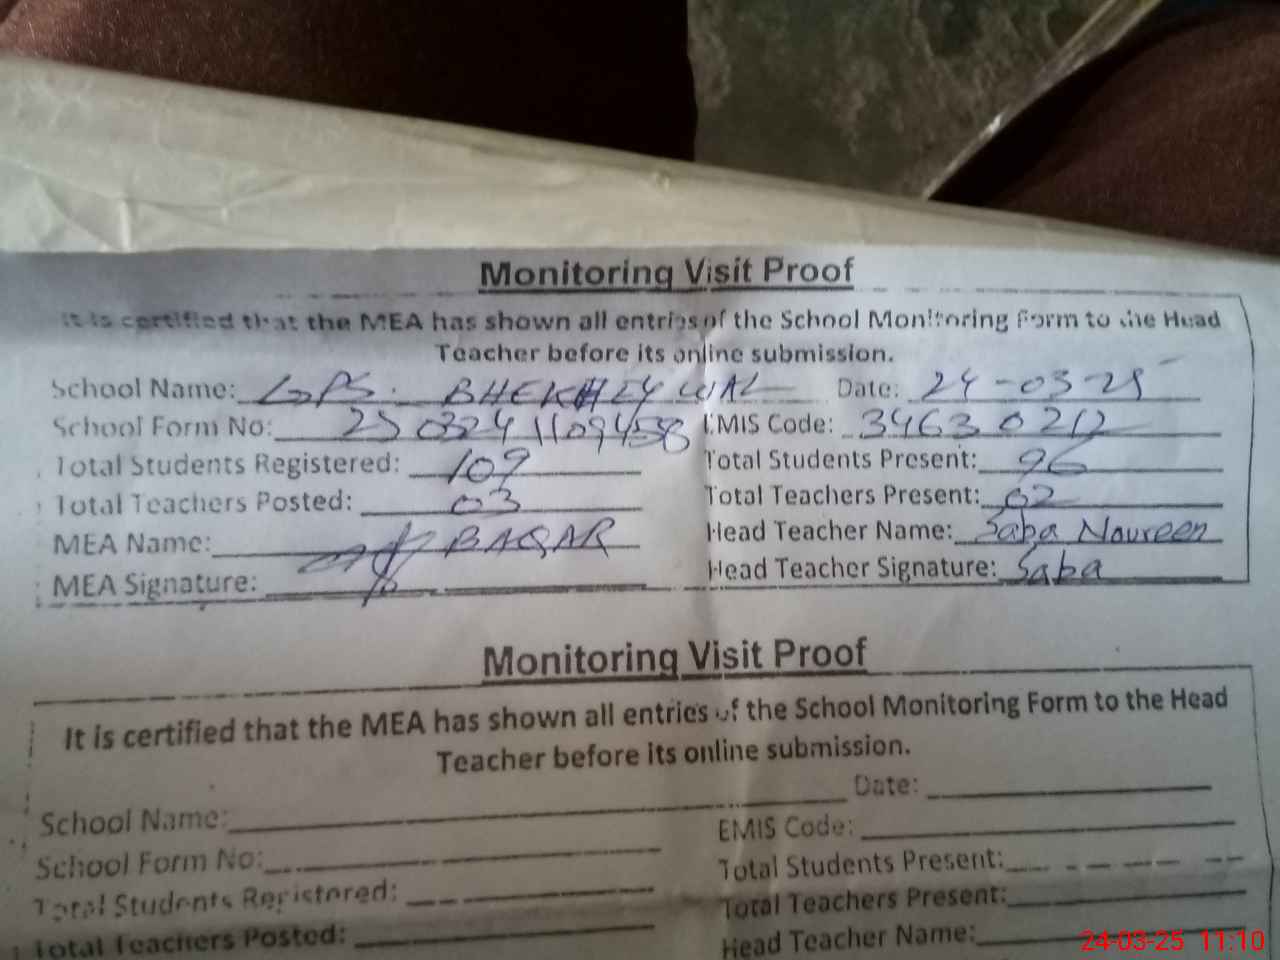 Monitoring Visit Proof
It is certified that the MEA has shown all entries of the School Monitoring Form to the Head
Teacher before its online submission.
School Name: GPS. BHEKHEY WAL Date: 24-03-25
School Form No: 2503241109458 EMIS Code: 34630212
Total Students Registered: 109 Total Students Present: 96
Total Teachers Posted: 03 Total Teachers Present: 02
MEA Name: BAQAR Head Teacher Name: Saba Noureen
MEA Signature: Head Teacher Signature: Saba
Monitoring Visit Proof
It is certified that the MEA has shown all entries of the School Monitoring Form to the Head
Teacher before its online submission.
School Name: Date:
School Form No: EMIS Code:
Total Students Registered: Total Students Present:
Total Teachers Posted: Total Teachers Present:
Head Teacher Name:
24-03-25 11:10